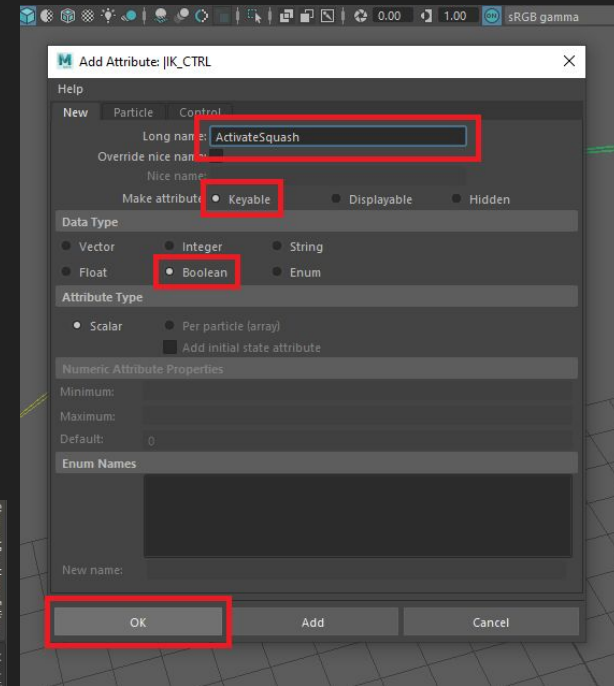 0.00 1.00 sRGB gamma
M Add Attribute: |IK_CTRL
Help
New Particle Control
Long name: ActivateSquash
Override nice name:
Nice name:
Make attribute: Keyable Displayable Hidden
Data Type
Vector Integer String
Float Boolean Enum
Attribute Type
Scalar Per particle (array)
Add initial state attribute
Numeric Attribute Properties
Minimum:
Maximum:
Default: 0
Enum Names
New name:
OK Add Cancel